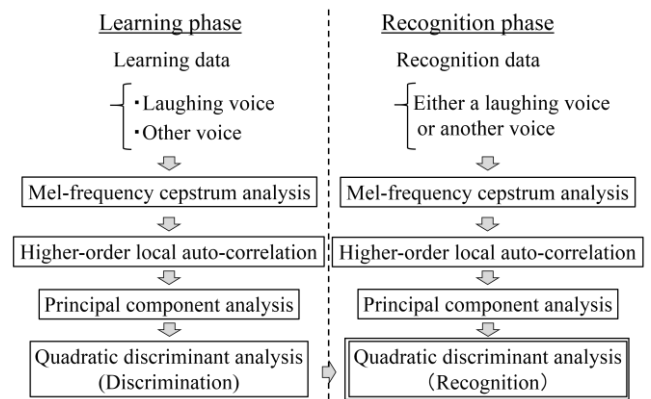 Learning phase
Learning data
・Laughing voice
・Other voice
Mel-frequency cepstrum analysis
Higher-order local auto-correlation
Principal component analysis
Quadratic discriminant analysis
(Discrimination)
Recognition phase
Recognition data
Either a laughing voice
or another voice
Mel-frequency cepstrum analysis
Higher-order local auto-correlation
Principal component analysis
Quadratic discriminant analysis
（Recognition）